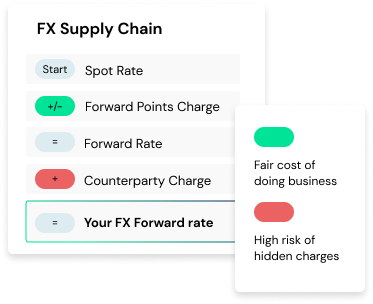 FX Supply Chain
Start Spot Rate
+/- Forward Points Charge
= Forward Rate
+ Counterparty Charge
= Your FX Forward rate
Fair cost of
doing business
High risk of
hidden charges